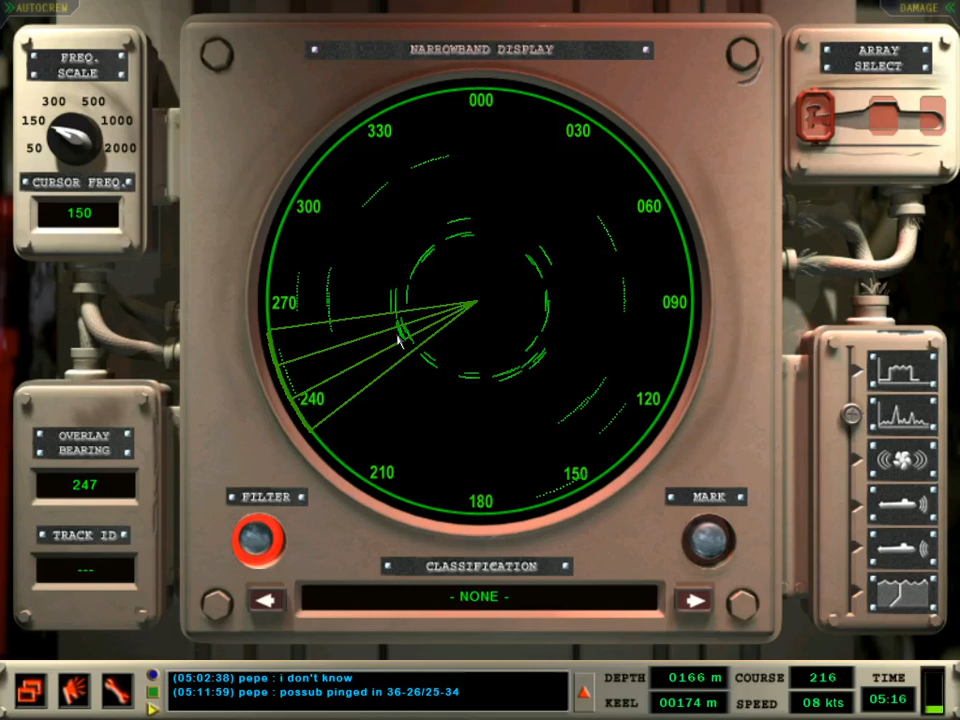 AUTOCREW
DAMAGE
FREQ.
SCALE
300 500
150 1000
50 2000
CURSOR FREQ.
150
NARROWBAND DISPLAY
ARRAY
SELECT
000
330 030
300 060
270 090
240 120
210 150
180
OVERLAY
BEARING
247
TRACK ID
---
FILTER
MARK
CLASSIFICATION
- NONE -
(05:02:38) pepe : i don't know
(05:11:59) pepe : possub pinged in 36-26/25-34
DEPTH 0166 m COURSE 216 TIME
KEEL 00174 m SPEED 08 kts 05:16